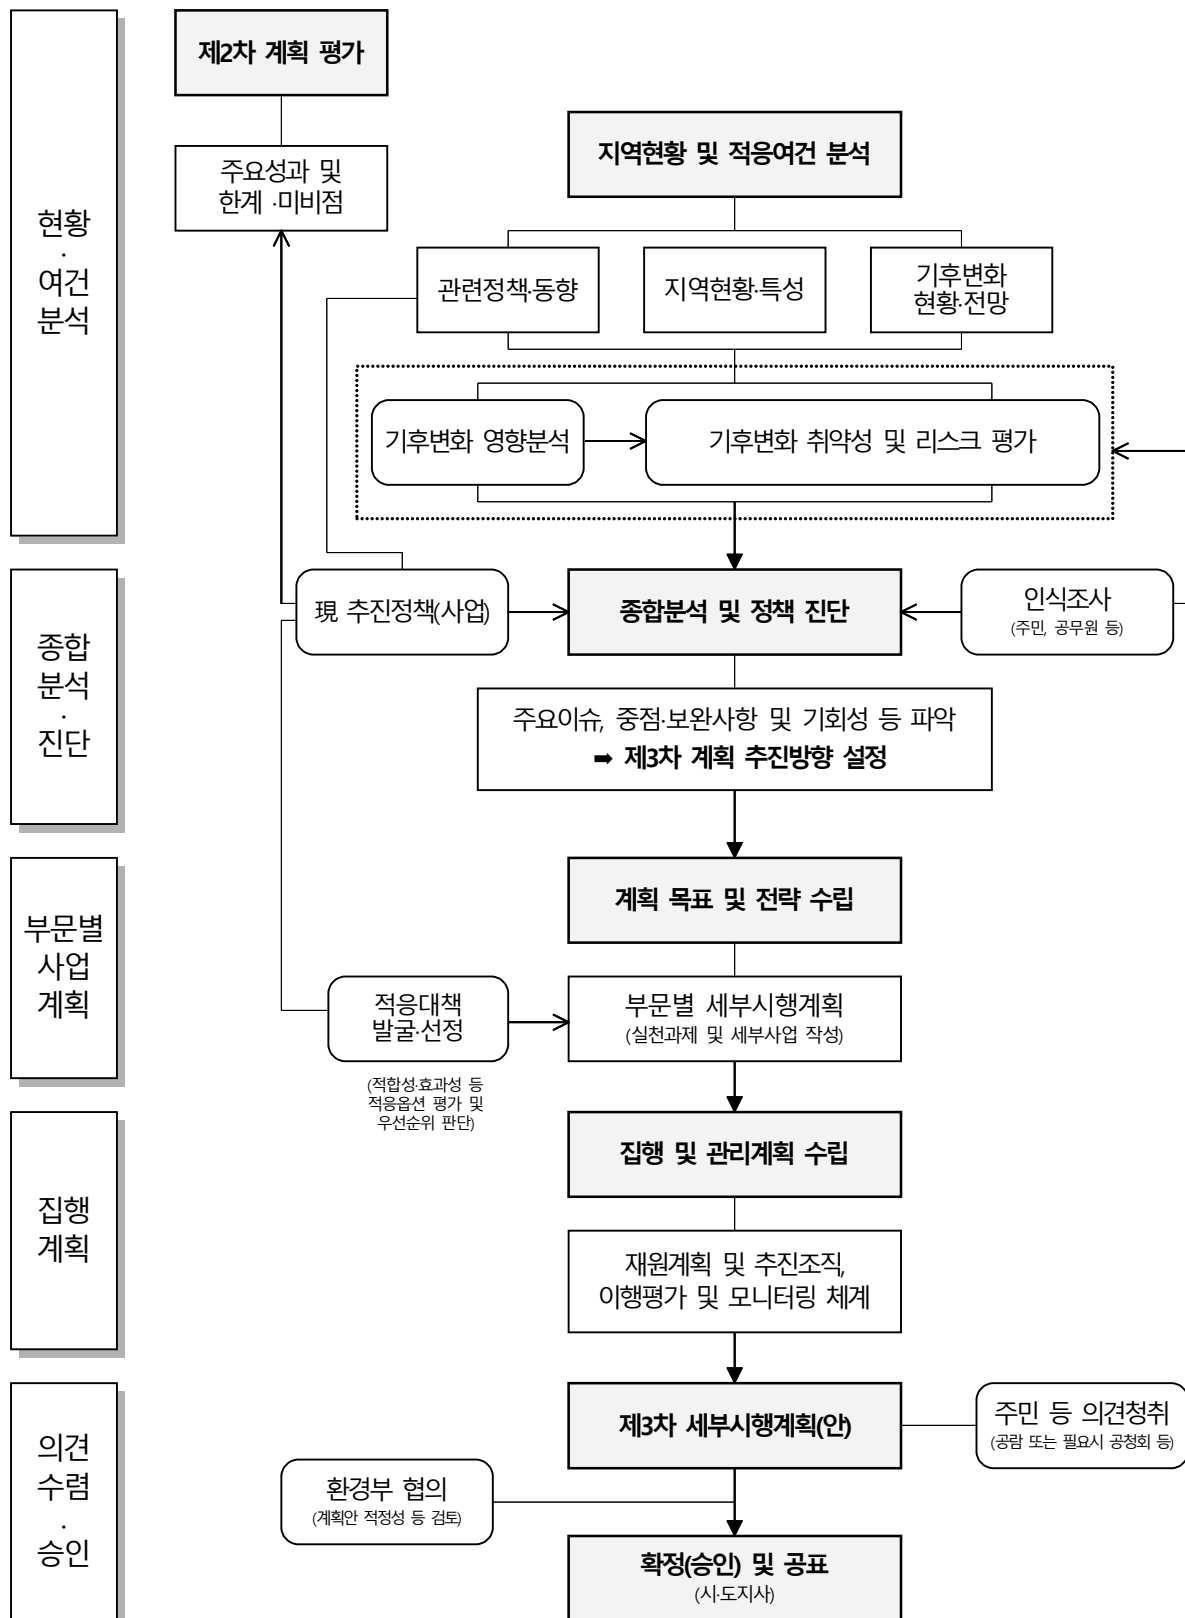 현황
·
여건
분석
제2차 계획 평가
주요성과 및
한계 ·미비점
지역현황 및 적응여건 분석
관련정책·동향
지역현황·특성
기후변화
현황·전망
기후변화 영향분석
기후변화 취약성 및 리스크 평가
종합
분석
·
진단
現 추진정책(사업)
종합분석 및 정책 진단
인식조사
(주민, 공무원 등)
주요이슈, 중점·보완사항 및 기회성 등 파악
➡ 제3차 계획 추진방향 설정
부문별
사업
계획
계획 목표 및 전략 수립
적응대책
발굴·선정
(적합성·효과성 등
적응옵션 평가 및
우선순위 판단)
부문별 세부시행계획
(실천과제 및 세부사업 작성)
집행
계획
집행 및 관리계획 수립
재원계획 및 추진조직,
이행평가 및 모니터링 체계
의견
수렴
·
승인
제3차 세부시행계획(안)
주민 등 의견청취
(공람 또는 필요시 공청회 등)
환경부 협의
(계획안 적정성 등 검토)
확정(승인) 및 공표
(시·도지사)